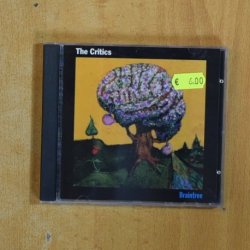 The Critics
€ 6.00
Braintree